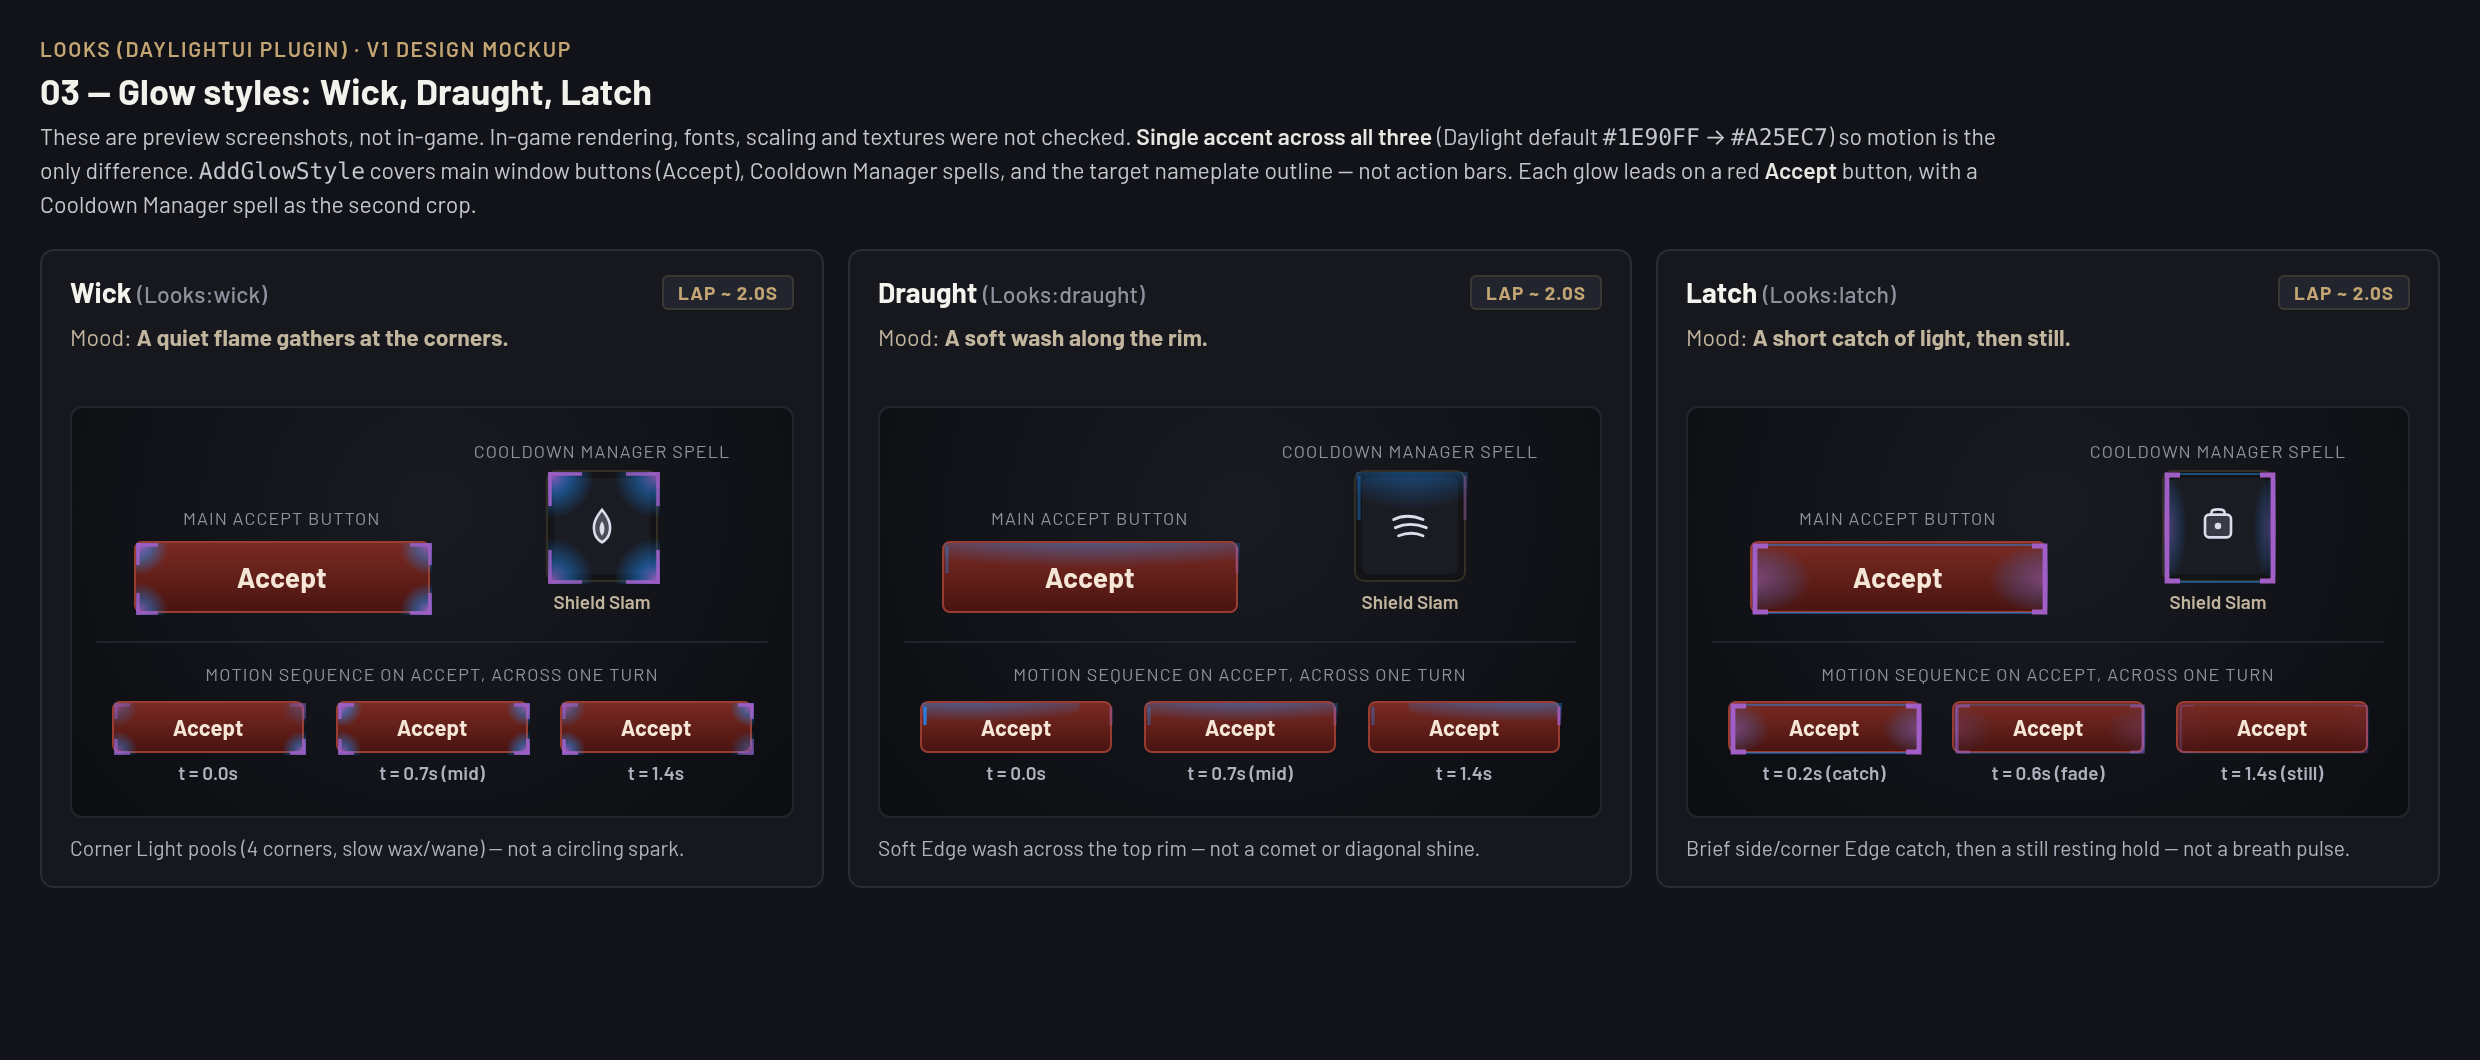 LOOKS (DAYLIGHTUI PLUGIN) · V1 DESIGN MOCKUP
03 — Glow styles: Wick, Draught, Latch
These are preview screenshots, not in-game. In-game rendering, fonts, scaling and textures were not checked. Single accent across all three (Daylight default #1E90FF → #A25EC7) so motion is the
only difference. AddGlowStyle covers main window buttons (Accept), Cooldown Manager spells, and the target nameplate outline — not action bars. Each glow leads on a red Accept button, with a
Cooldown Manager spell as the second crop.
Wick (Looks:wick)
LAP ~ 2.0S
Mood: A quiet flame gathers at the corners.
COOLDOWN MANAGER SPELL
MAIN ACCEPT BUTTON
Accept
Shield Slam
MOTION SEQUENCE ON ACCEPT, ACROSS ONE TURN
Accept
Accept
Accept
t = 0.0s
t = 0.7s (mid)
t = 1.4s
Corner Light pools (4 corners, slow wax/wane) — not a circling spark.
Draught (Looks:draught)
LAP ~ 2.0S
Mood: A soft wash along the rim.
COOLDOWN MANAGER SPELL
MAIN ACCEPT BUTTON
Accept
Shield Slam
MOTION SEQUENCE ON ACCEPT, ACROSS ONE TURN
Accept
Accept
Accept
t = 0.0s
t = 0.7s (mid)
t = 1.4s
Soft Edge wash across the top rim — not a comet or diagonal shine.
Latch (Looks:latch)
LAP ~ 2.0S
Mood: A short catch of light, then still.
COOLDOWN MANAGER SPELL
MAIN ACCEPT BUTTON
Accept
Shield Slam
MOTION SEQUENCE ON ACCEPT, ACROSS ONE TURN
Accept
Accept
Accept
t = 0.2s (catch)
t = 0.6s (fade)
t = 1.4s (still)
Brief side/corner Edge catch, then a still resting hold — not a breath pulse.